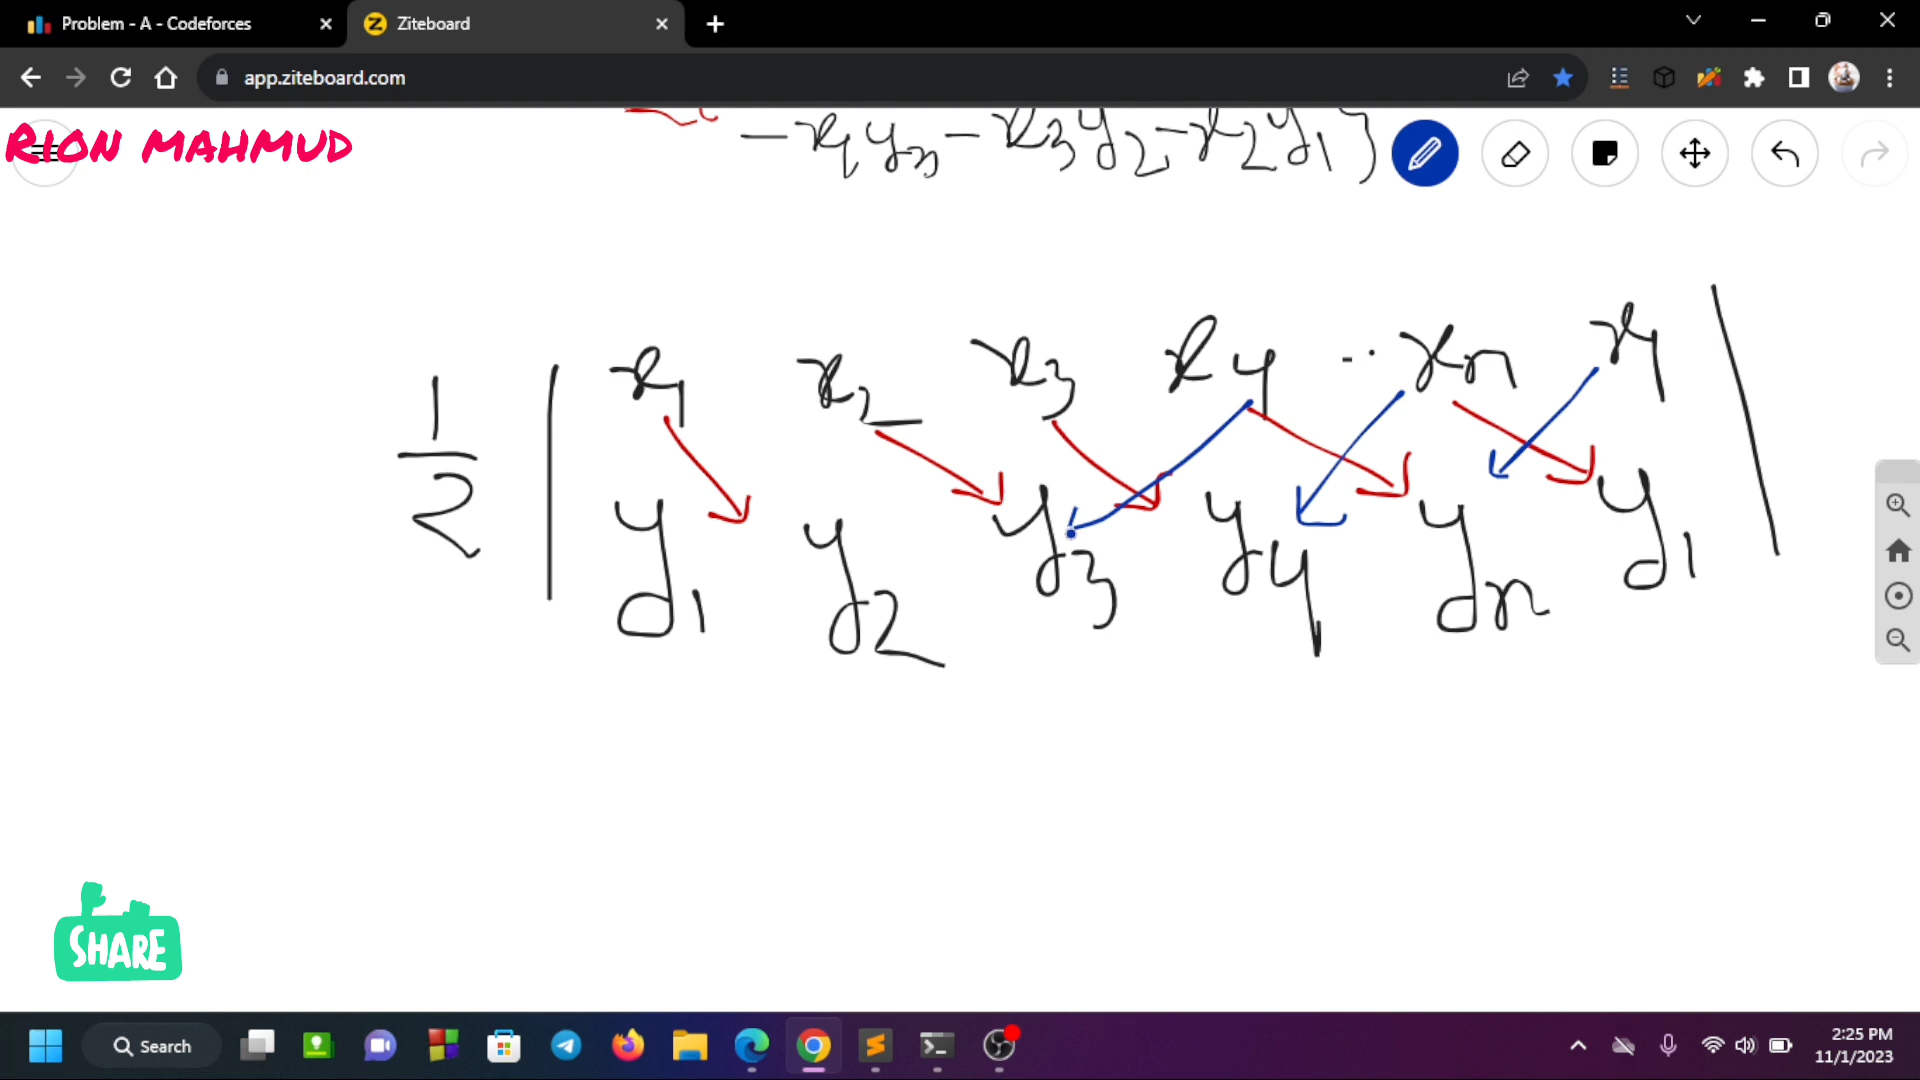 Problem - A - Codeforces
Ziteboard
app.ziteboard.com
Rion mahmud
- x₁yₙ - x₃y₂ - x₂y₁}
1/2 | x₁ x₂ x₃ x₄ ... xₙ x₁ |
y₁ y₂ y₃ y₄ yₙ y₁
SHARE
Search
2:25 PM
11/1/2023